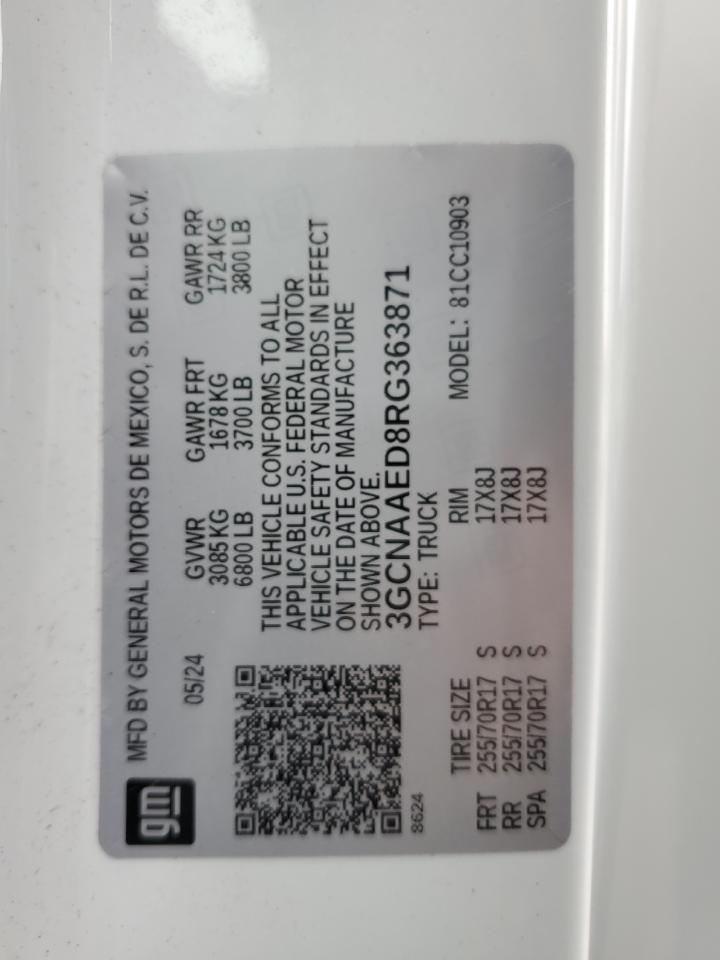 gm
MFD BY GENERAL MOTORS DE MEXICO, S. DE R.L. DE C.V.
05/24
GVWR GAWR FRT GAWR RR
3085 KG 1678 KG 1724 KG
6800 LB 3700 LB 3800 LB
THIS VEHICLE CONFORMS TO ALL
APPLICABLE U.S. FEDERAL MOTOR
VEHICLE SAFETY STANDARDS IN EFFECT
ON THE DATE OF MANUFACTURE
SHOWN ABOVE.
3GCNAAED8RG363871
TYPE: TRUCK
8624
MODEL: 81CC10903
TIRE SIZE RIM
FRT 255/70R17 S 17X8J
RR 255/70R17 S 17X8J
SPA 255/70R17 S 17X8J